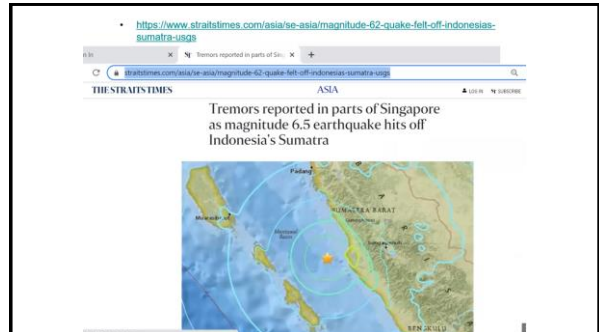 • https://www.straitstimes.com/asia/se-asia/magnitude-62-quake-felt-off-indonesias-
sumatra-usgs
Tremors reported in parts of Sin
straitstimes.com/asia/se-asia/magnitude-62-quake-felt-off-indonesias-sumatra-usgs
THE STRAITS TIMES ASIA LOG IN SUBSCRIBE
Tremors reported in parts of Singapore
as magnitude 6.5 earthquake hits off
Indonesia's Sumatra
Padang
SUMATERA BARAT
Mentawai
Basin
BENGKULU